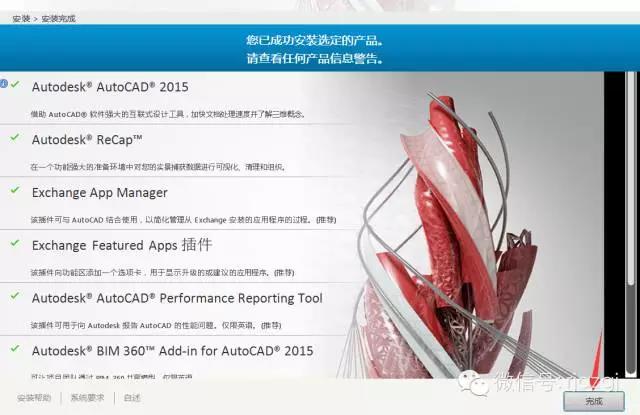 安装 > 安装完成
您已成功安装选定的产品。
请查看任何产品信息警告。
Autodesk® AutoCAD® 2015
借助 AutoCAD® 软件强大的互联式设计工具，加快文档处理速度并了解三维概念。
Autodesk® ReCap™
在一个功能强大的准备环境中对您的实景捕获数据进行可视化、清理和组织。
Exchange App Manager
该插件可与 AutoCAD 结合使用，以简化管理从 Exchange 安装的应用程序的过程。(推荐)
Exchange Featured Apps 插件
该插件向功能区添加一个选项卡，用于显示升级的或建议的应用程序。(推荐)
Autodesk® AutoCAD® Performance Reporting Tool
该插件可用于向 Autodesk 报告 AutoCAD 的性能问题。仅限英语。(推荐)
Autodesk® BIM 360™ Add-in for AutoCAD® 2015
安装帮助 | 系统要求 | 自述
微信号:
完成